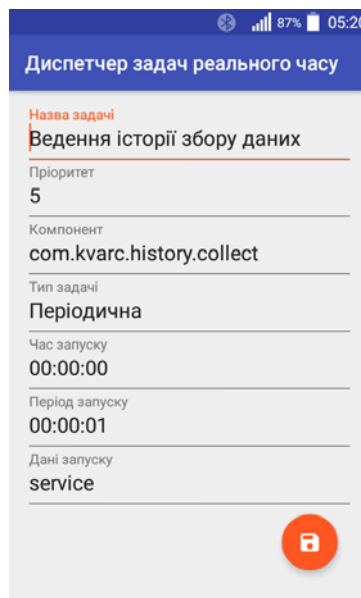 87% 05:20
Диспетчер задач реального часу
Назва задачі
Ведення історії збору даних
Пріоритет
5
Компонент
com.kvarc.history.collect
Тип задачі
Періодична
Час запуску
00:00:00
Період запуску
00:00:01
Дані запуску
service